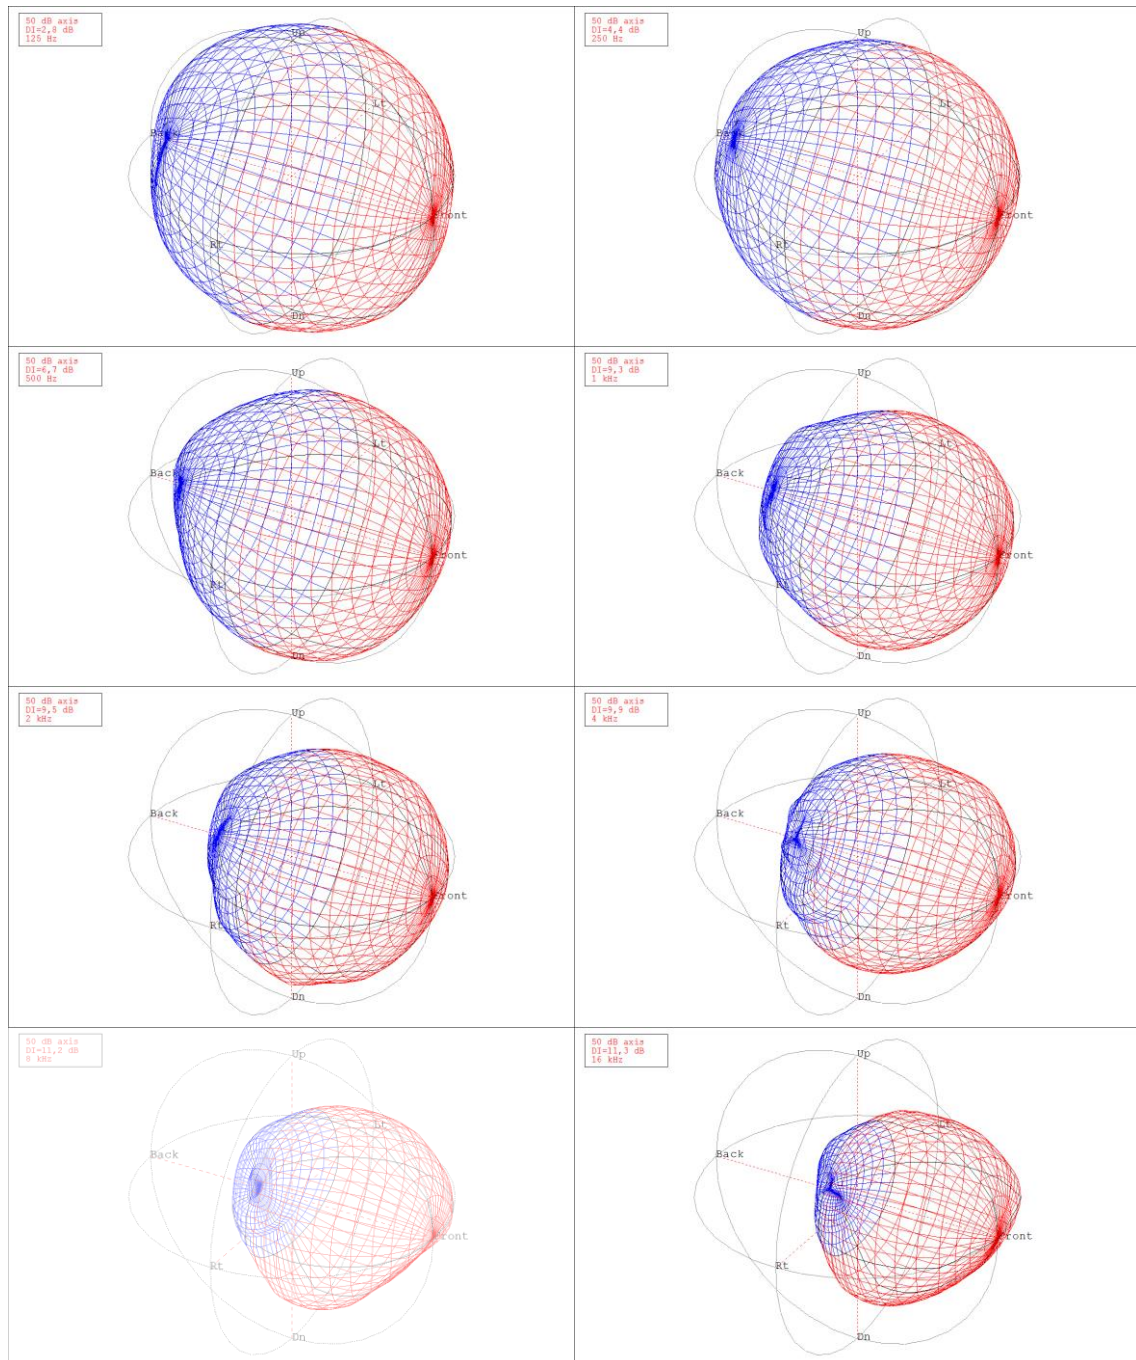 50 dB axis
DI=2,8 dB
125 Hz
Up
Lt
Back
Front
Rt
Dn
50 dB axis
DI=4,4 dB
250 Hz
Up
Lt
Back
Front
Rt
Dn
50 dB axis
DI=6,7 dB
500 Hz
Up
Lt
Back
Front
Rt
Dn
50 dB axis
DI=9,3 dB
1 kHz
Up
Lt
Back
Front
Rt
Dn
50 dB axis
DI=9,5 dB
2 kHz
Up
Lt
Back
Front
Rt
Dn
50 dB axis
DI=9,9 dB
4 kHz
Up
Lt
Back
Front
Rt
Dn
50 dB axis
DI=11,2 dB
8 kHz
Up
Lt
Back
Front
Rt
Dn
50 dB axis
DI=11,3 dB
16 kHz
Up
Lt
Back
Front
Rt
Dn